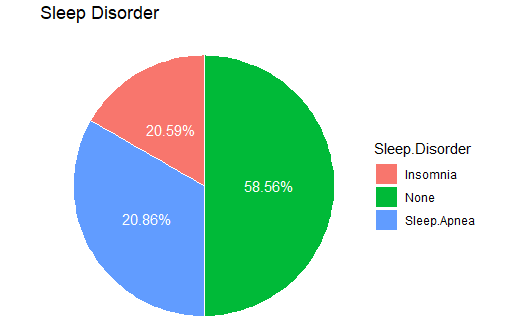 Sleep Disorder
20.59%
58.56%
20.86%
Sleep.Disorder
Insomnia
None
Sleep.Apnea